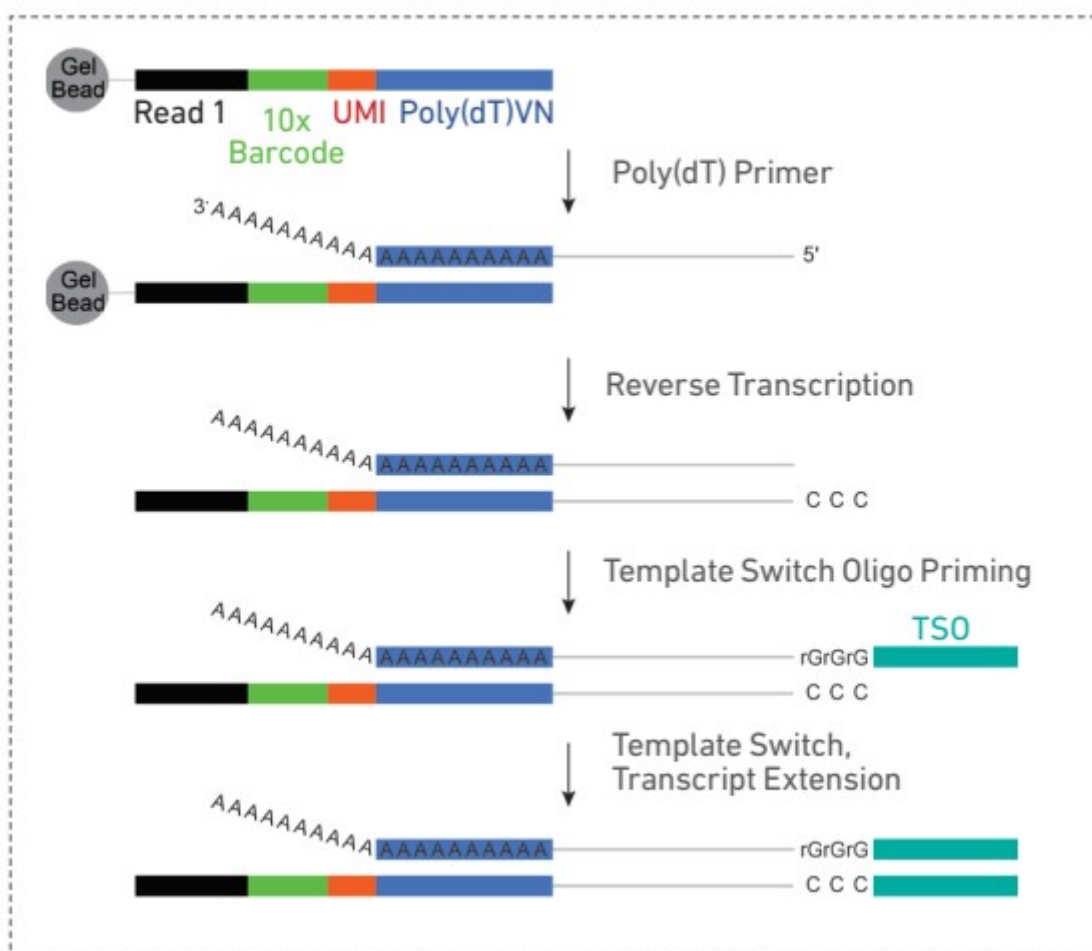 Gel
Bead
Read 1
10x
Barcode
UMI
Poly(dT)VN
Poly(dT) Primer
3'AAAAAAAAAA
AAAAAAAAAA
5'
Gel
Bead
Reverse Transcription
AAAAAAAAAA
AAAAAAAAAA
C C C
Template Switch Oligo Priming
TSO
AAAAAAAAAA
AAAAAAAAAA
rGrGrG
C C C
Template Switch,
Transcript Extension
AAAAAAAAAA
AAAAAAAAAA
rGrGrG
C C C